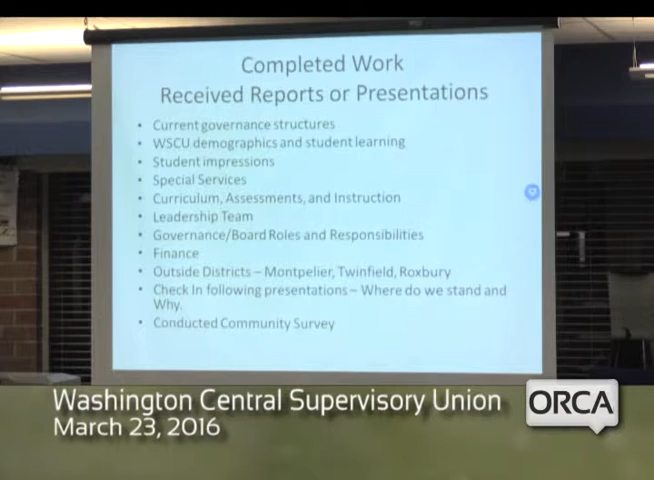 Completed Work
Received Reports or Presentations
• Current governance structures
• WSCU demographics and student learning
• Student impressions
• Special Services
• Curriculum, Assessments, and Instruction
• Leadership Team
• Governance/Board Roles and Responsibilities
• Finance
• Outside Districts – Montpelier, Twinfield, Roxbury
• Check In following presentations – Where do we stand and
Why.
• Conducted Community Survey
Washington Central Supervisory Union
March 23, 2016
ORCA